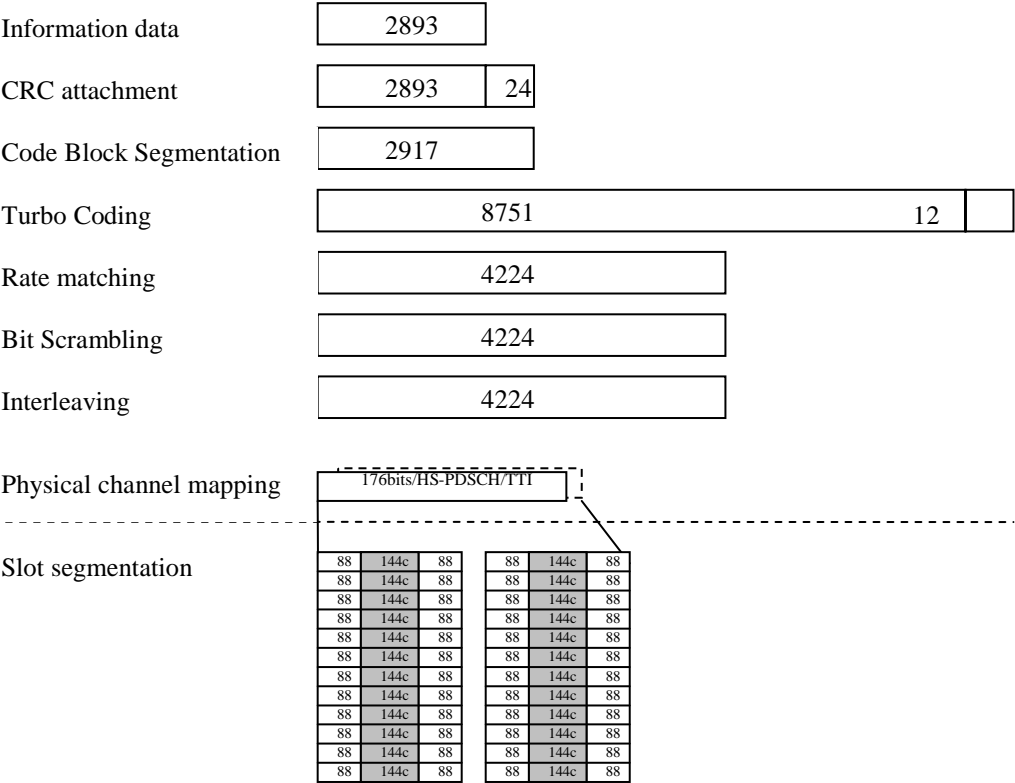 Information data 2893
CRC attachment 2893 24
Code Block Segmentation 2917
Turbo Coding 8751 12
Rate matching 4224
Bit Scrambling 4224
Interleaving 4224
Physical channel mapping 176bits/HS-PDSCH/TTI
Slot segmentation
88 144c 88 88 144c 88
88 144c 88 88 144c 88
88 144c 88 88 144c 88
88 144c 88 88 144c 88
88 144c 88 88 144c 88
88 144c 88 88 144c 88
88 144c 88 88 144c 88
88 144c 88 88 144c 88
88 144c 88 88 144c 88
88 144c 88 88 144c 88
88 144c 88 88 144c 88
88 144c 88 88 144c 88